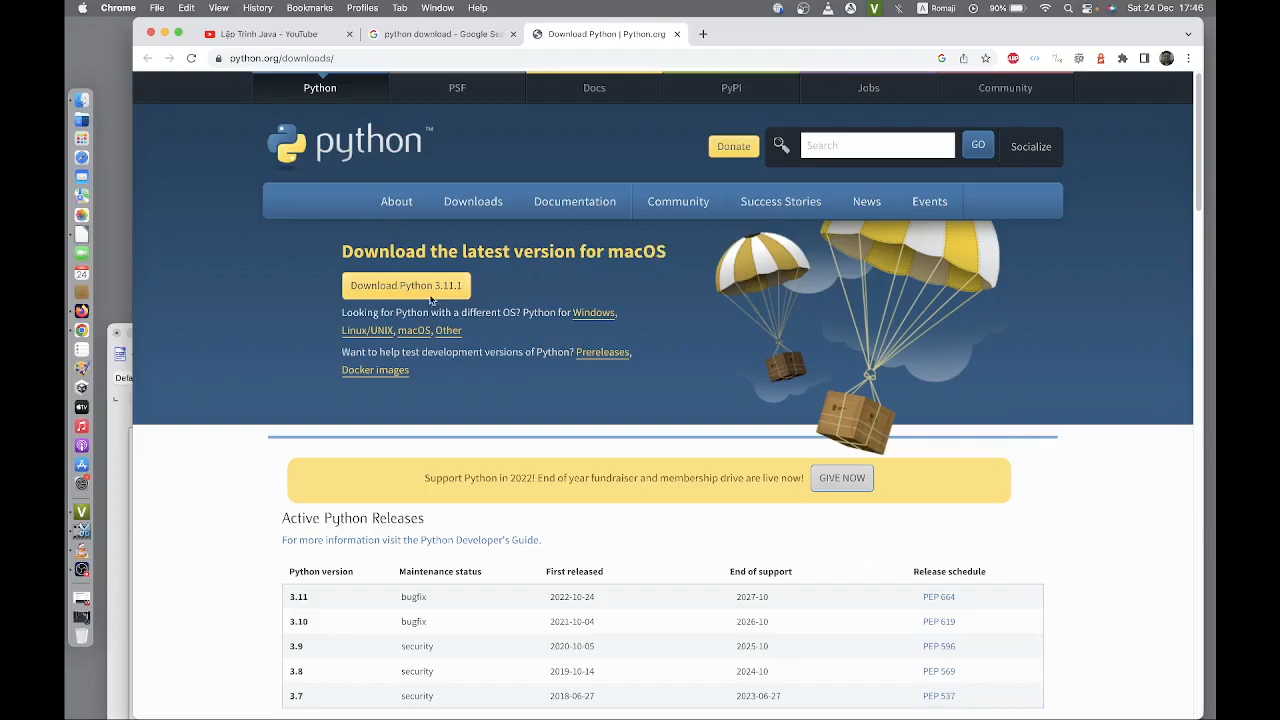 Chrome File Edit View History Bookmarks Profiles Tab Window Help V A Romaji 90% Sat 24 Dec 17:46
Lập Trình Java - YouTube
python download - Google Sea
Download Python | Python.org
python.org/downloads/
Python PSF Docs PyPI Jobs Community
python™
Donate Search GO Socialize
About Downloads Documentation Community Success Stories News Events
Download the latest version for macOS
Download Python 3.11.1
Looking for Python with a different OS? Python for Windows,
Linux/UNIX, macOS, Other
Want to help test development versions of Python? Prereleases,
Docker images
Defa
Support Python in 2022! End of year fundraiser and membership drive are live now! GIVE NOW
Active Python Releases
For more information visit the Python Developer's Guide.
Python version Maintenance status First released End of support Release schedule
3.11 bugfix 2022-10-24 2027-10 PEP 664
3.10 bugfix 2021-10-04 2026-10 PEP 619
3.9 security 2020-10-05 2025-10 PEP 596
3.8 security 2019-10-14 2024-10 PEP 569
3.7 security 2018-06-27 2023-06-27 PEP 537